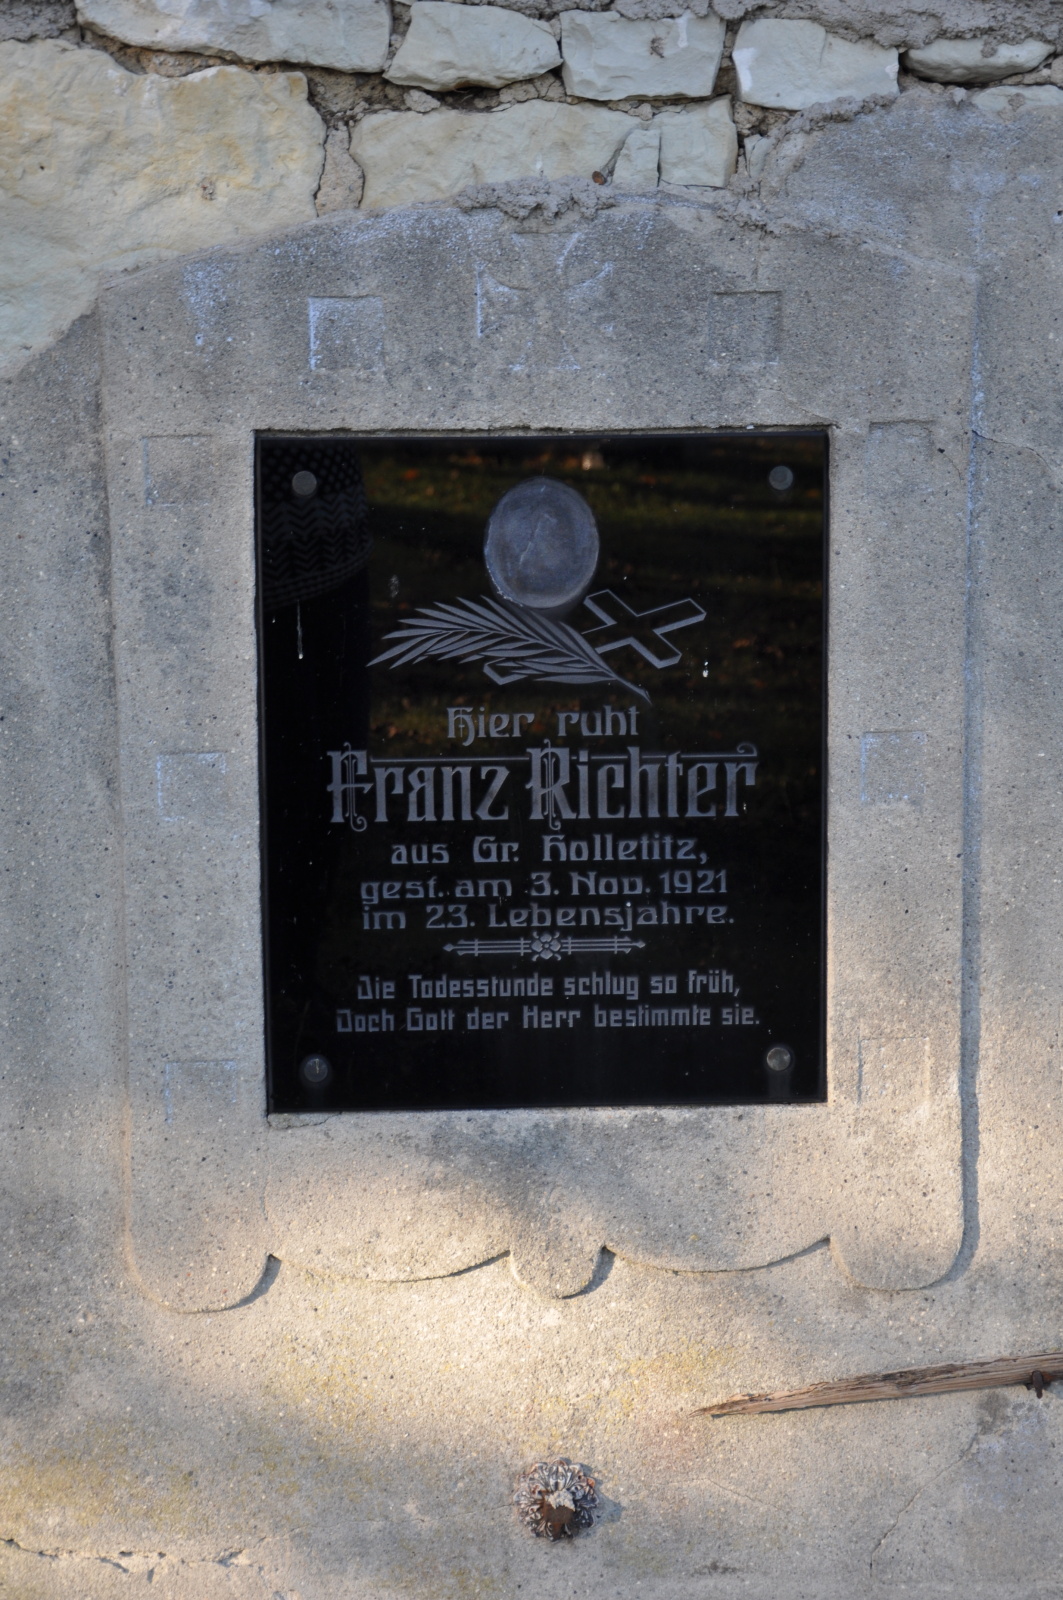 Hier ruht
Franz Richter
aus Gr. Holletitz,
gest. am 3. Nov. 1921
im 23. Lebensjahre.
Die Todesstunde schlug so früh,
Doch Gott der Herr bestimmte sie.